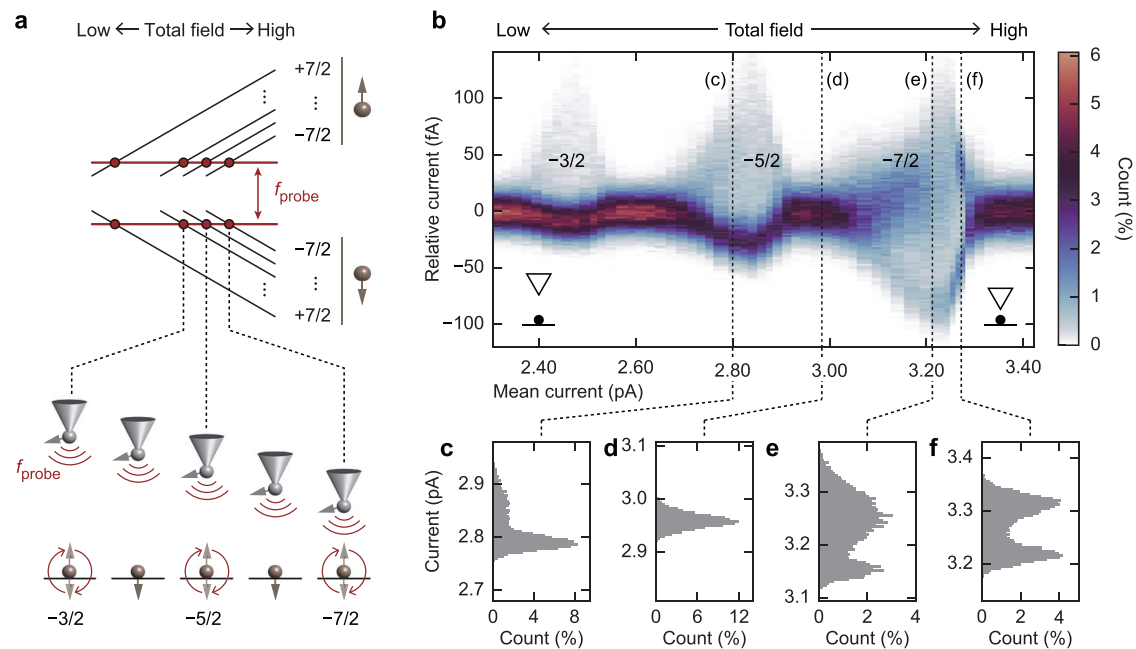 a
Low ← Total field → High
+7/2
⋮ ⋮
−7/2
f probe
−7/2
⋮ ⋮
+7/2
f probe
−3/2 −5/2 −7/2
b
Low ← Total field → High
(c) (d) (e) (f)
−3/2 −5/2 −7/2
Relative current (fA)
100
50
0
−50
−100
2.40 2.60 2.80 3.00 3.20 3.40
Mean current (pA)
Count (%)
6
5
4
3
2
1
0
c
Current (pA)
2.9
2.8
2.7
0 4 8
Count (%)
d
3.1
3.0
2.9
0 6 12
Count (%)
e
3.3
3.2
3.1
0 2 4
Count (%)
f
3.4
3.3
3.2
0 2 4
Count (%)